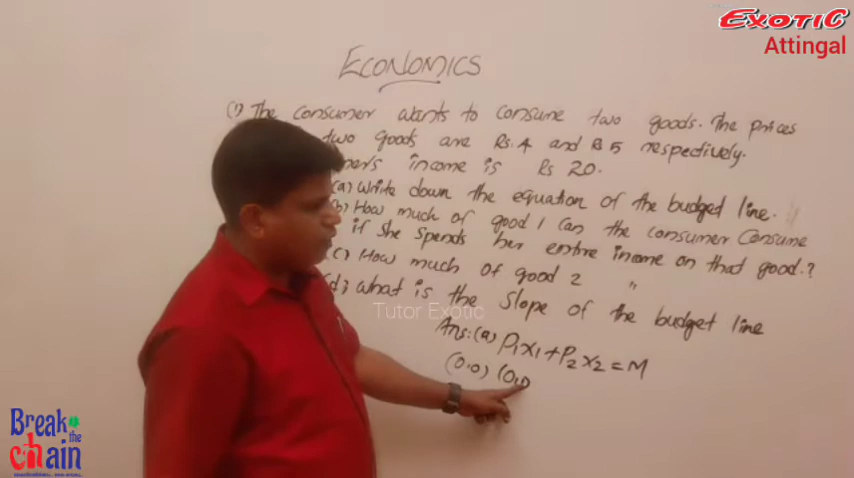 EXOTIC
Attingal
ECONOMICS
(1) The consumer wants to consume two goods. The prices
two goods are Rs. 4 and Rs 5 respectively.
income is Rs 20.
(a) Write down the equation of the budget line.
b) How much of good 1 can the consumer consume
if she spends her entire income on that good.?
(c) How much of good 2 "
d) What is the slope of the budget line
Tutor Exotic
Ans: (a) P1x1 + P2x2 = M
(0,0) (0,
Break
the
chain